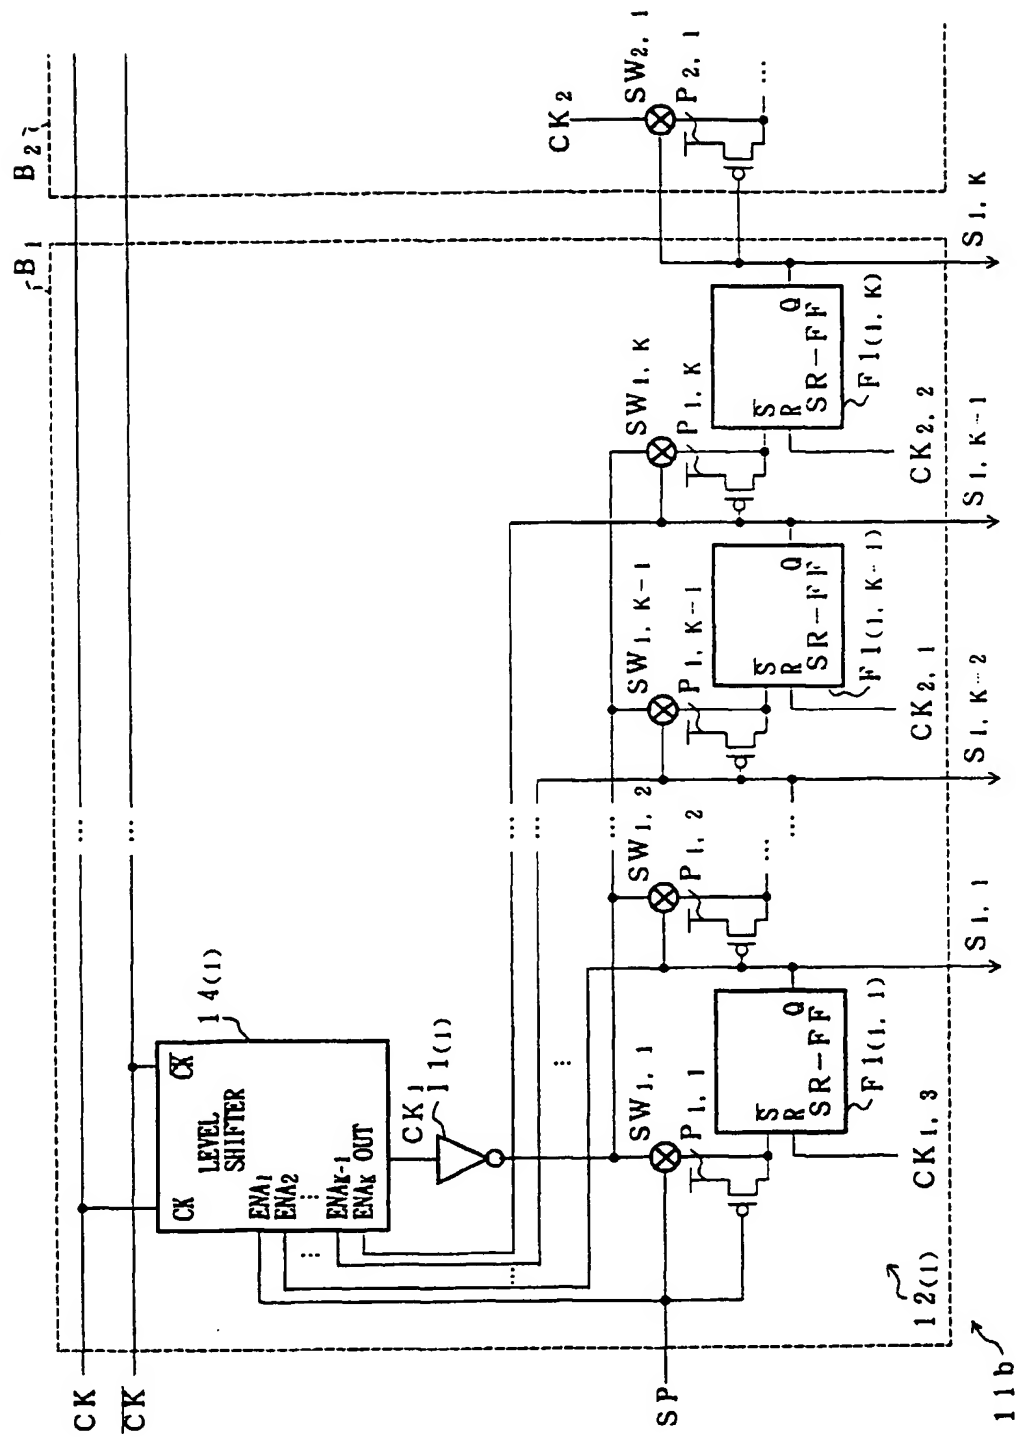 B1
B2
CK
C̅K̅
14(1)
CK
C̅K̅
LEVEL
SHIFTER
ENA1
ENA2
⋮
ENAK-1
ENAK
OUT
CK1
I1(1)
...
...
...
...
...
...
...
...
SP
SW1,1
SW1,2
SW1,K-1
SW1,K
CK2
SW2,1
P1,1
P1,2
P1,K-1
P1,K
P2,1
...
...
...
S̅
R
Q
SR-FF
F1(1,1)
S̅
R
Q
SR-FF
F1(1,K-1)
S̅
R
Q
SR-FF
F1(1,K)
CK1,3
CK2,1
CK2,2
12(1)
S1,1
S1,K-2
S1,K-1
S1,K
11b